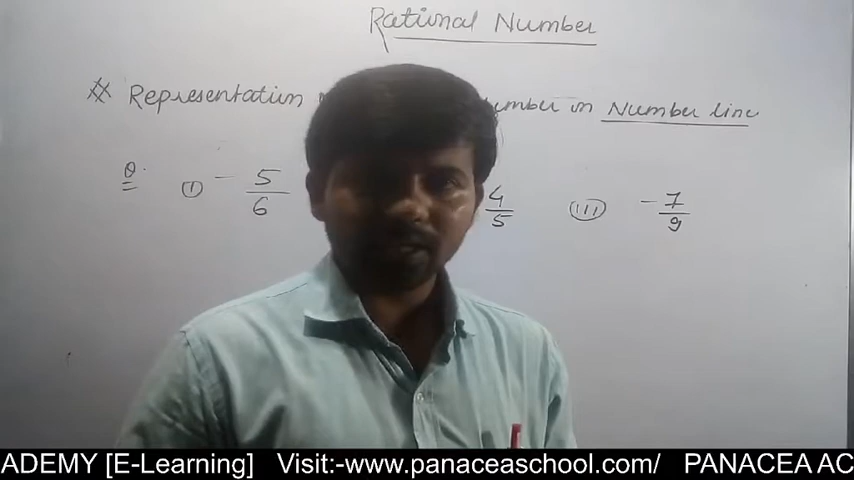 Rational Number
※ Representation umber on Number line
Q. (i) - 5/6 4/5 (iii) - 7/9
ADEMY [E-Learning] Visit:-www.panaceaschool.com/ PANACEA AC